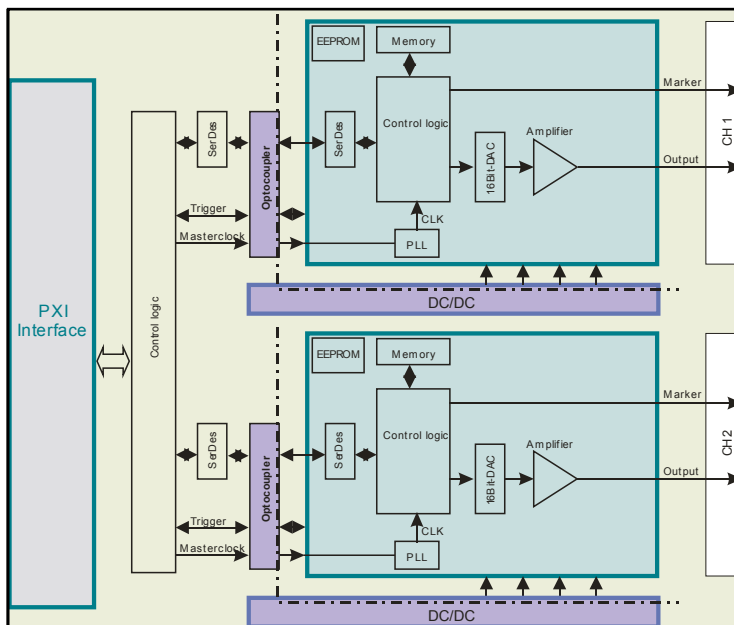 EEPROM
Memory
Marker
Control logic
SerDes
Optocoupler
SerDes
16Bit-DAC
Amplifier
CH 1
Output
Trigger
Masterclock
CLK
PLL
DC/DC
PXI
Interface
Control logic
EEPROM
Memory
Marker
Control logic
SerDes
Optocoupler
SerDes
16Bit-DAC
Amplifier
CH2
Output
Trigger
Masterclock
CLK
PLL
DC/DC